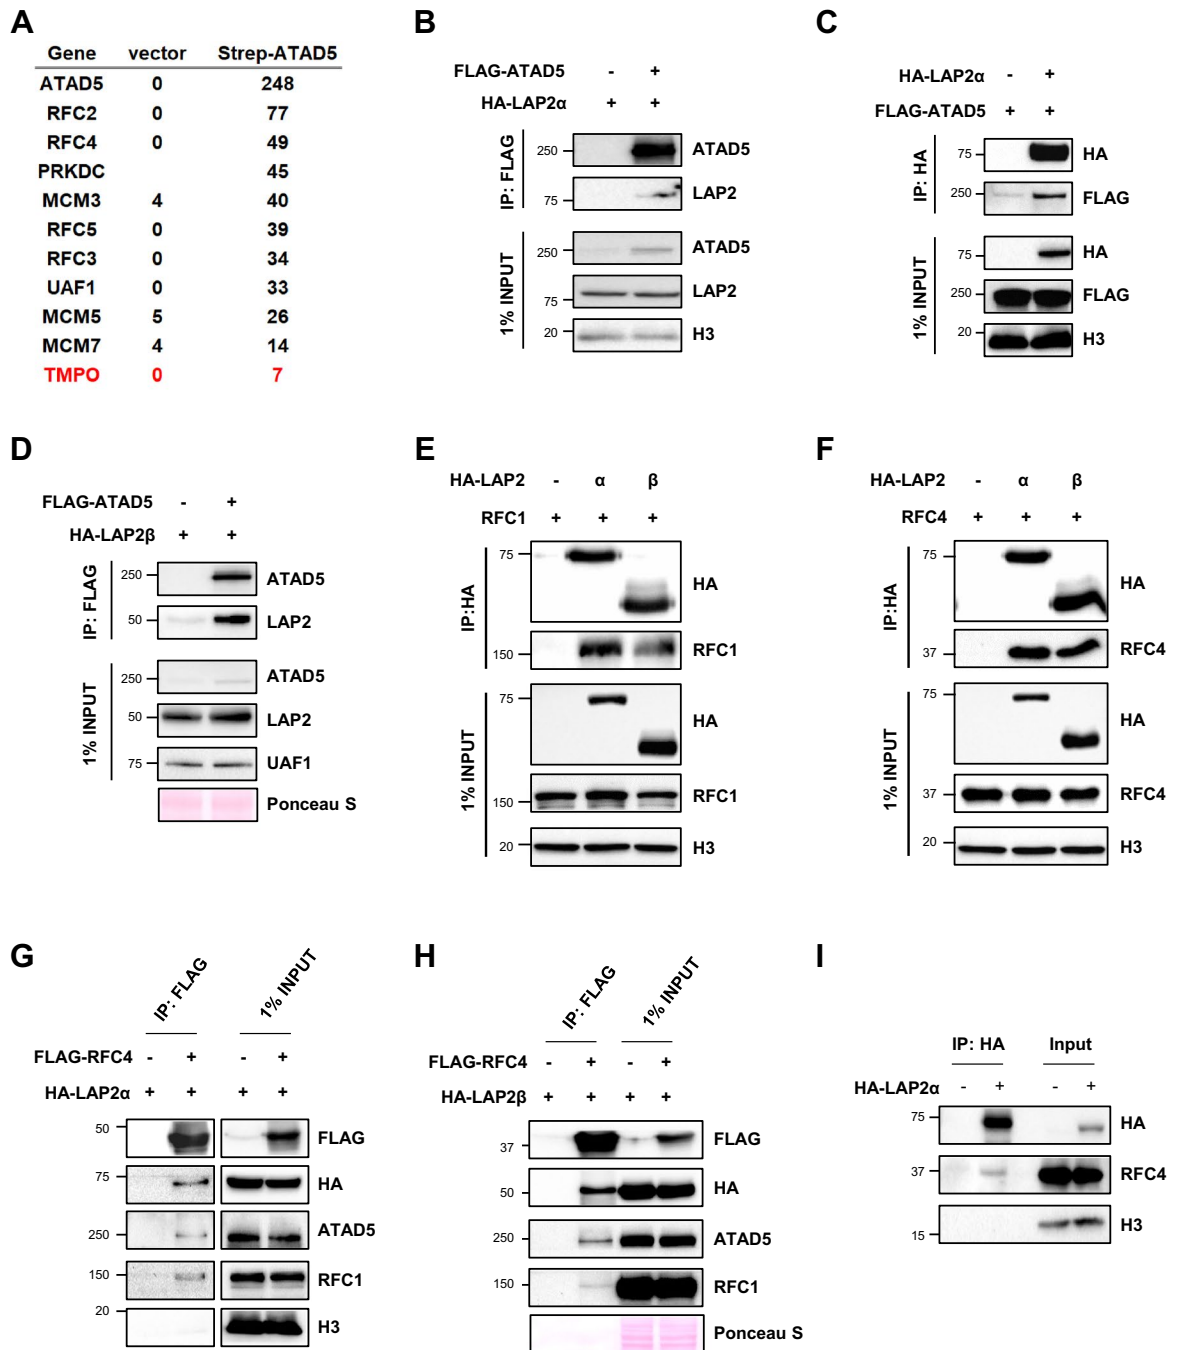 A
Gene vector Strep-ATAD5
ATAD5 0 248
RFC2 0 77
RFC4 0 49
PRKDC 45
MCM3 4 40
RFC5 0 39
RFC3 0 34
UAF1 0 33
MCM5 5 26
MCM7 4 14
TMPO 0 7
B
FLAG-ATAD5 - +
HA-LAP2α + +
IP: FLAG
250 ATAD5
75 LAP2
1% INPUT
250 ATAD5
75 LAP2
20 H3
C
HA-LAP2α - +
FLAG-ATAD5 + +
IP: HA
75 HA
250 FLAG
1% INPUT
75 HA
250 FLAG
20 H3
D
FLAG-ATAD5 - +
HA-LAP2β + +
IP: FLAG
250 ATAD5
50 LAP2
1% INPUT
250 ATAD5
50 LAP2
75 UAF1
Ponceau S
E
HA-LAP2 - α β
RFC1 + + +
IP:HA
75 HA
150 RFC1
1% INPUT
75 HA
150 RFC1
20 H3
F
HA-LAP2 - α β
RFC4 + + +
IP:HA
75 HA
37 RFC4
1% INPUT
75 HA
37 RFC4
20 H3
G
IP: FLAG 1% INPUT
FLAG-RFC4 - + - +
HA-LAP2α + + + +
50 FLAG
75 HA
250 ATAD5
150 RFC1
20 H3
H
IP: FLAG 1% INPUT
FLAG-RFC4 - + - +
HA-LAP2β + + + +
37 FLAG
50 HA
250 ATAD5
150 RFC1
Ponceau S
I
IP: HA Input
HA-LAP2α - + - +
75 HA
37 RFC4
15 H3